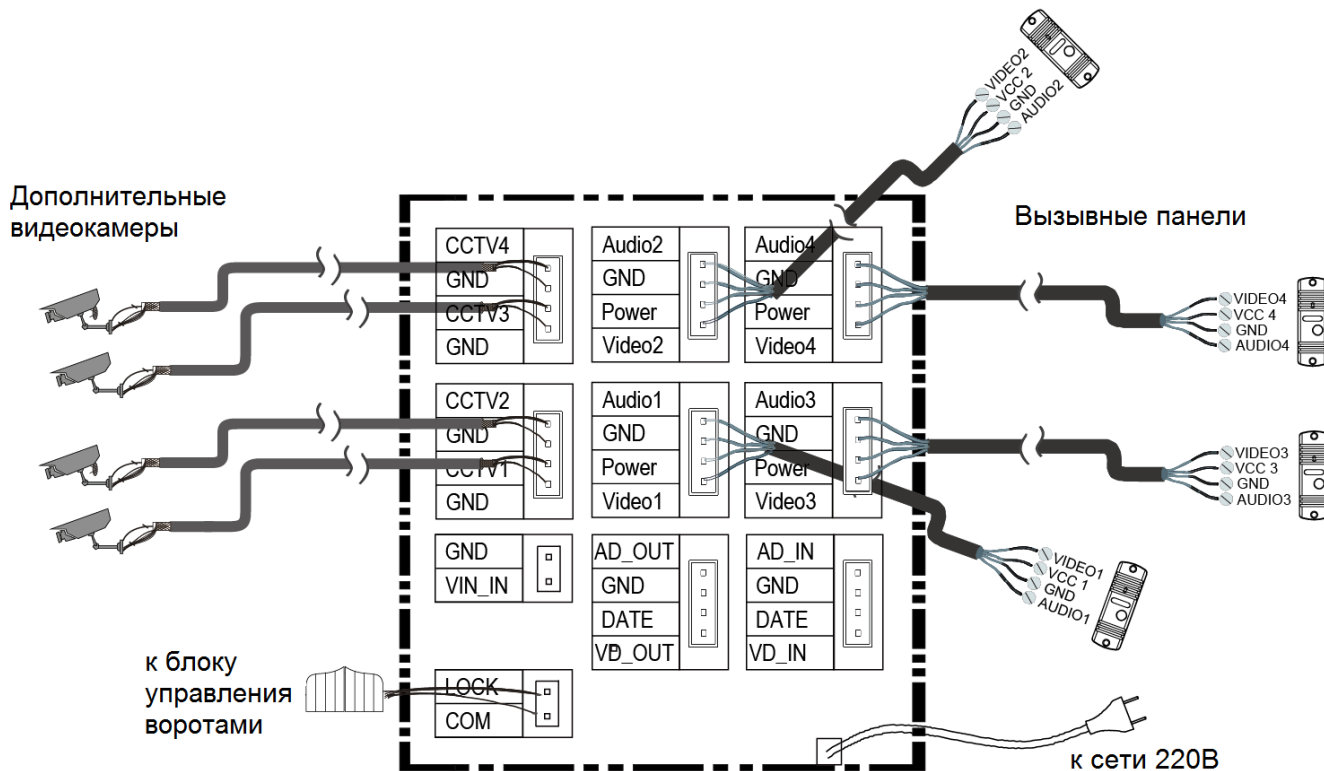 VIDEO2
VCC 2
GND
AUDIO2
Дополнительные
видеокамеры
Вызывные панели
CCTV4
GND
CCTV3
GND
Audio2
GND
Power
Video2
Audio4
GND
Power
Video4
VIDEO4
VCC 4
GND
AUDIO4
CCTV2
GND
CCTV1
GND
Audio1
GND
Power
Video1
Audio3
GND
Power
Video3
VIDEO3
VCC 3
GND
AUDIO3
VIDEO1
VCC 1
GND
AUDIO1
GND
VIN_IN
AD_OUT
GND
DATE
VD_OUT
AD_IN
GND
DATE
VD_IN
к блоку
управления
воротами
LOCK
COM
к сети 220В